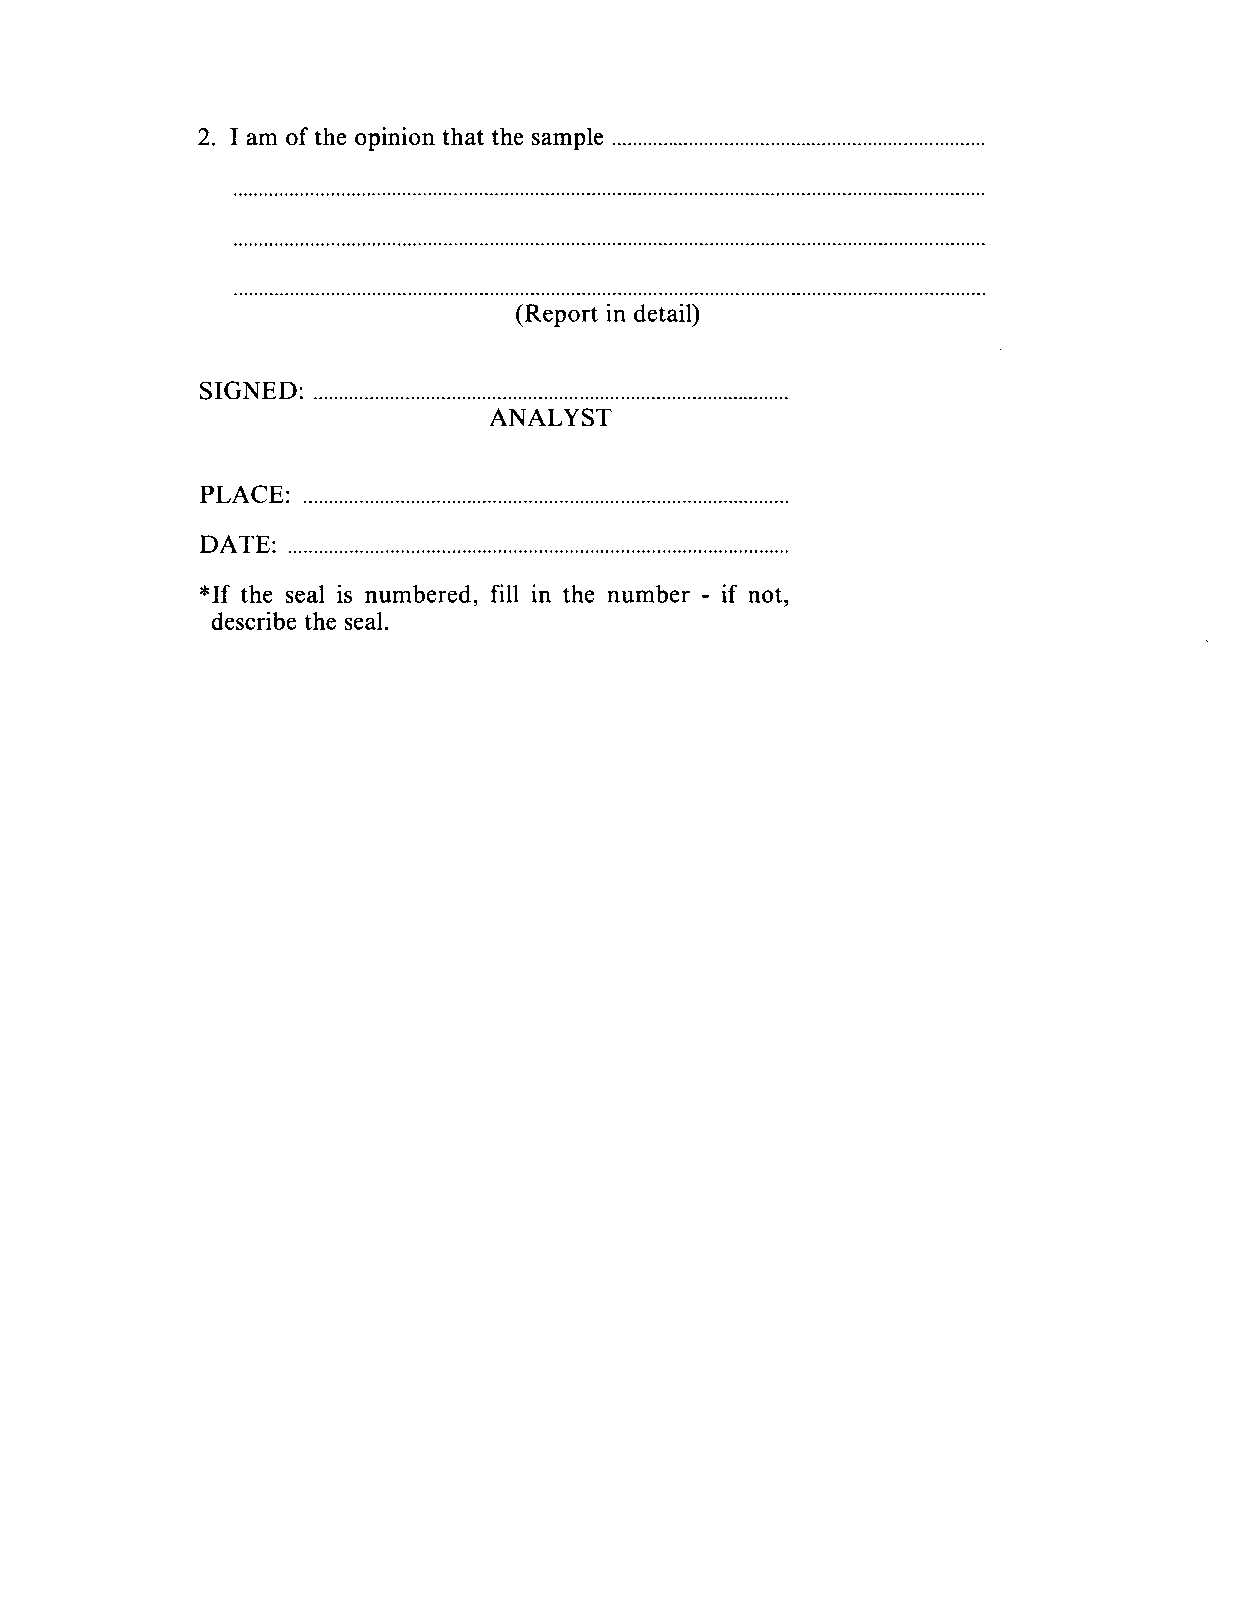 2. I am of the opinion that the sample ........................................................................
................................................................................................................................................
................................................................................................................................................
................................................................................................................................................
(Report in detail)
SIGNED: ............................................................................................
ANALYST
PLACE: ..............................................................................................
DATE: .................................................................................................
*If the seal is numbered, fill in the number - if not,
describe the seal.